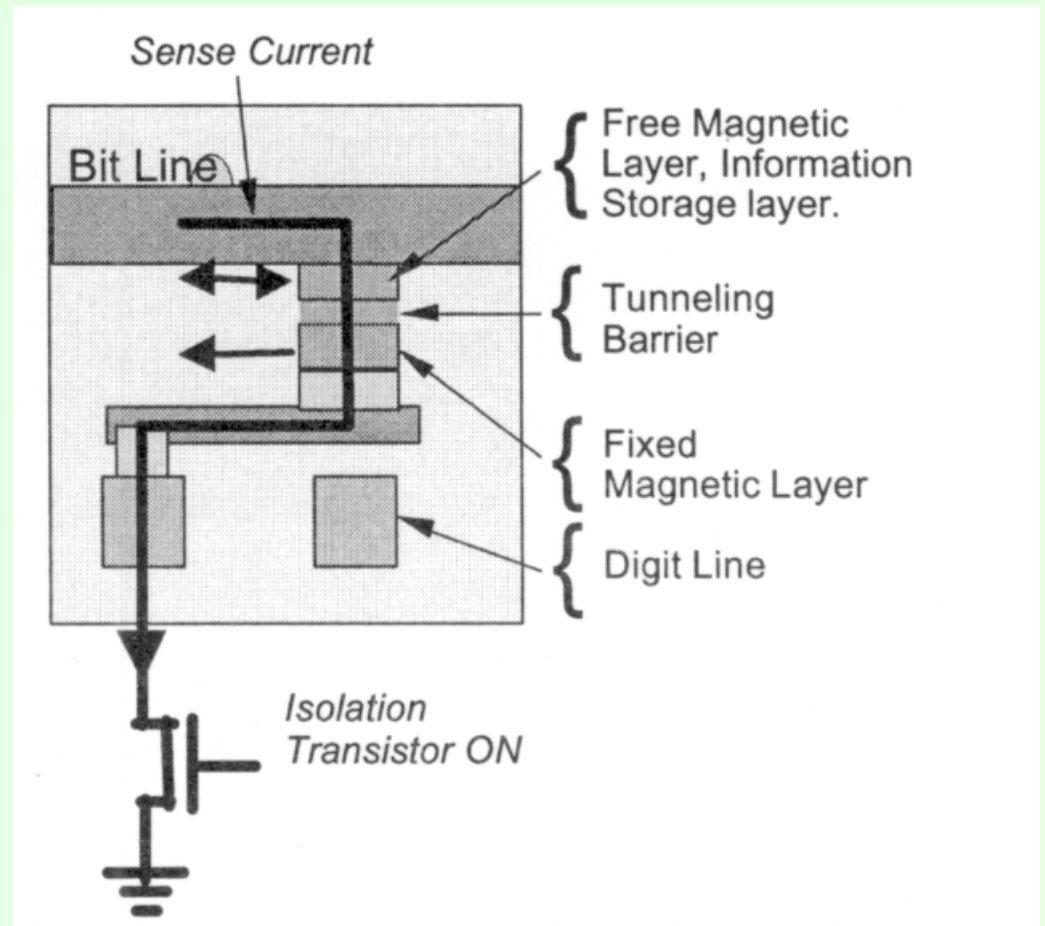 Sense Current
Bit Line
Free Magnetic
Layer, Information
Storage layer.
Tunneling
Barrier
Fixed
Magnetic Layer
Digit Line
Isolation
Transistor ON